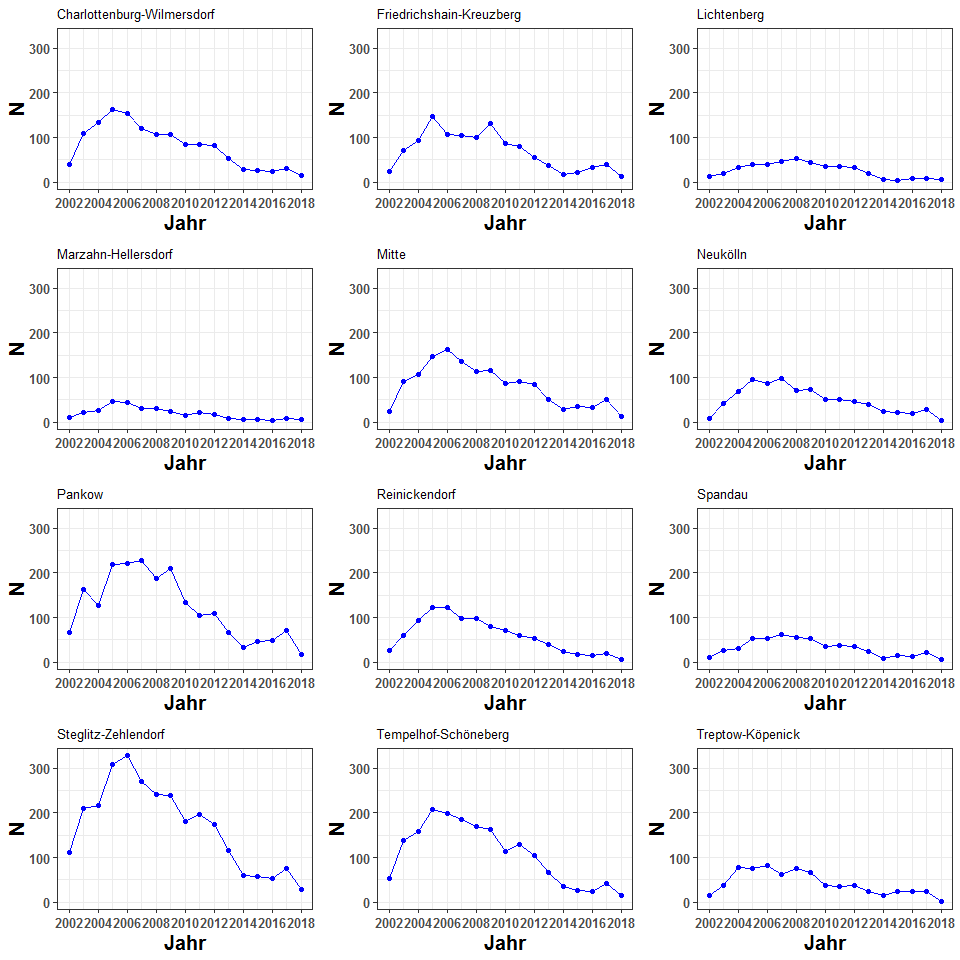 Charlottenburg-Wilmersdorf
Friedrichshain-Kreuzberg
Lichtenberg
300
200
100
0
N
2002 2004 2006 2008 2010 2012 2014 2016 2018
Jahr
300
200
100
0
N
2002 2004 2006 2008 2010 2012 2014 2016 2018
Jahr
300
200
100
0
N
2002 2004 2006 2008 2010 2012 2014 2016 2018
Jahr
Marzahn-Hellersdorf
Mitte
Neukölln
300
200
100
0
N
2002 2004 2006 2008 2010 2012 2014 2016 2018
Jahr
300
200
100
0
N
2002 2004 2006 2008 2010 2012 2014 2016 2018
Jahr
300
200
100
0
N
2002 2004 2006 2008 2010 2012 2014 2016 2018
Jahr
Pankow
Reinickendorf
Spandau
300
200
100
0
N
2002 2004 2006 2008 2010 2012 2014 2016 2018
Jahr
300
200
100
0
N
2002 2004 2006 2008 2010 2012 2014 2016 2018
Jahr
300
200
100
0
N
2002 2004 2006 2008 2010 2012 2014 2016 2018
Jahr
Steglitz-Zehlendorf
Tempelhof-Schöneberg
Treptow-Köpenick
300
200
100
0
N
2002 2004 2006 2008 2010 2012 2014 2016 2018
Jahr
300
200
100
0
N
2002 2004 2006 2008 2010 2012 2014 2016 2018
Jahr
300
200
100
0
N
2002 2004 2006 2008 2010 2012 2014 2016 2018
Jahr